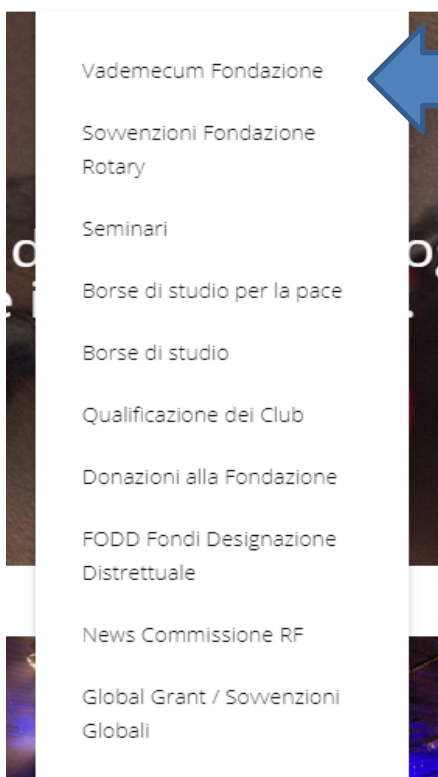 Vademecum Fondazione
Sovvenzioni Fondazione
Rotary
Seminari
Borse di studio per la pace
Borse di studio
Qualificazione dei Club
Donazioni alla Fondazione
FODD Fondi Designazione
Distrettuale
News Commissione RF
Global Grant / Sovvenzioni
Globali